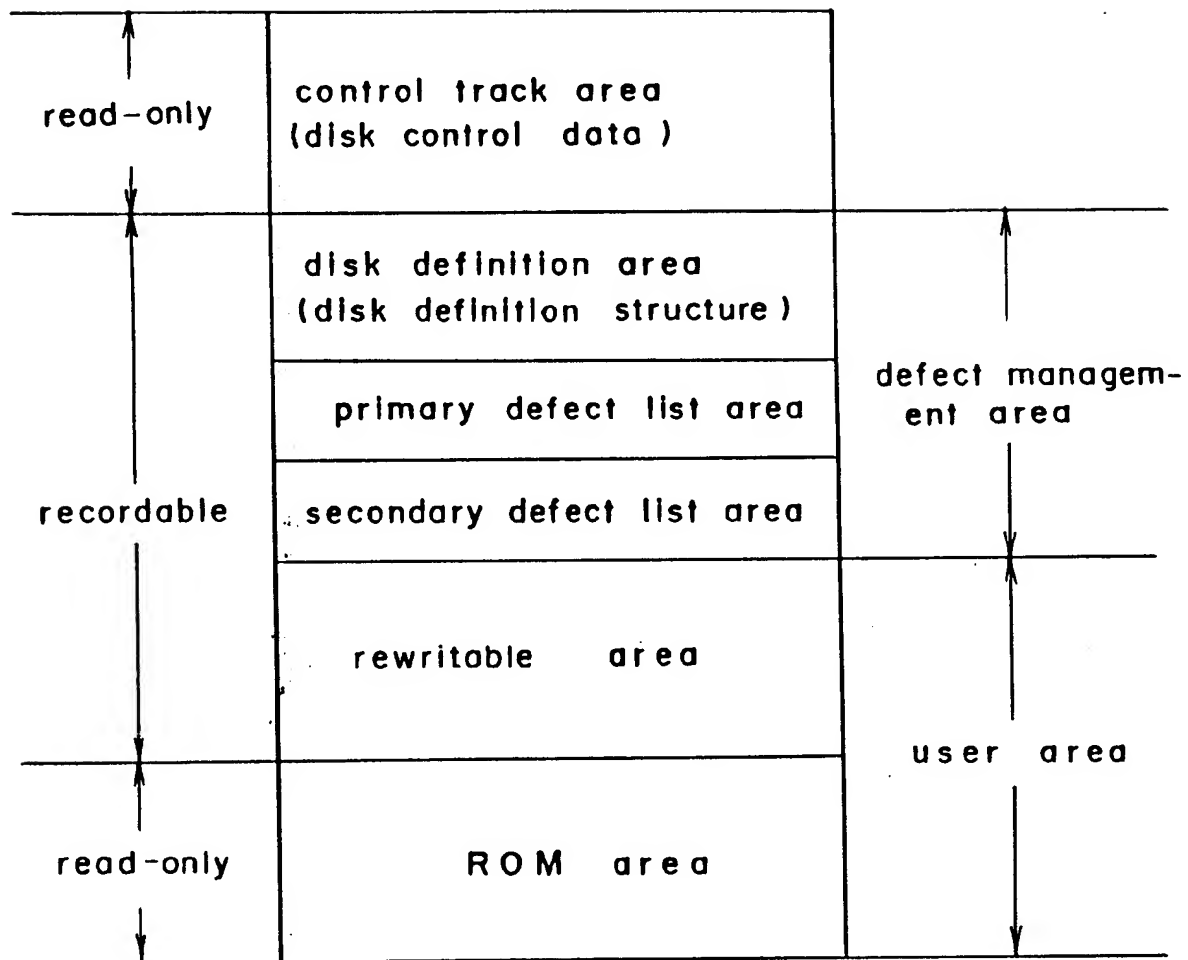 read-only
control track area
(disk control data)
disk definition area
(disk definition structure)
primary defect list area
defect managem-
ent area
recordable
secondary defect list area
rewritable area
user area
read-only
ROM area